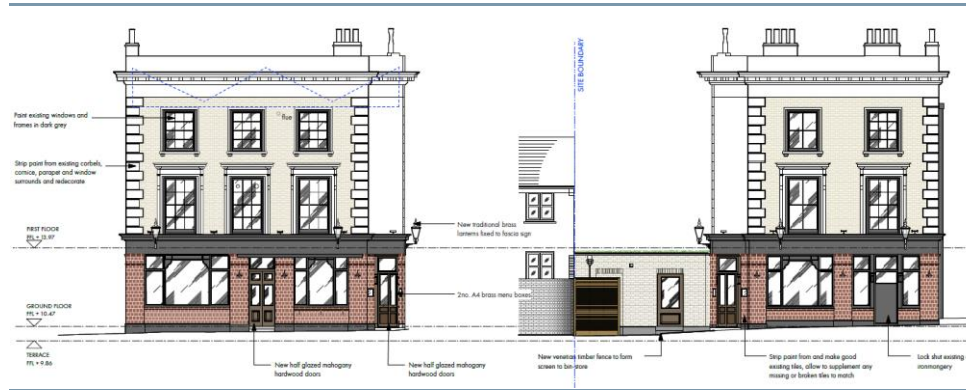 SITE BOUNDARY
Paint existing windows and
frames in dark grey
flue
Strip paint from existing corbels,
cornice, parapet and window
surrounds and redecorate
New traditional brass
lanterns fixed to fascia sign
FIRST FLOOR
FFL + 13.97
2no. A4 brass menu boxes
GROUND FLOOR
FFL + 10.47
TERRACE
FFL + 9.86
New half glazed mahogany
hardwood doors
New half glazed mahogany
hardwood doors
New venetian timber fence to form
screen to bin-store
Strip paint from and make good
existing tiles, allow to supplement any
missing or broken tiles to match
Lock shut existing
ironmongery